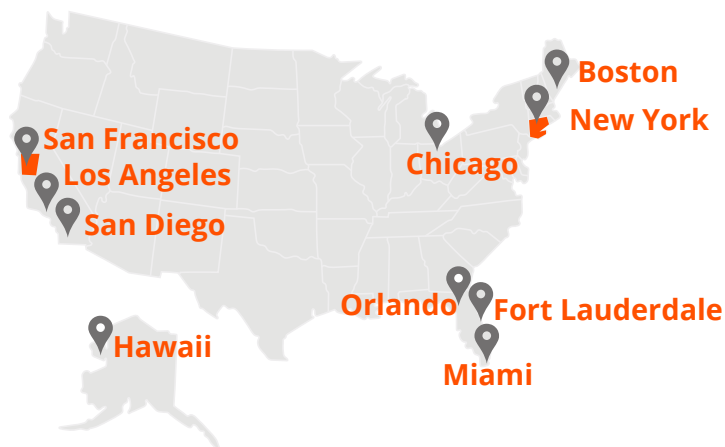 Boston
New York
San Francisco
Chicago
Los Angeles
San Diego
Orlando
Fort Lauderdale
Hawaii
Miami